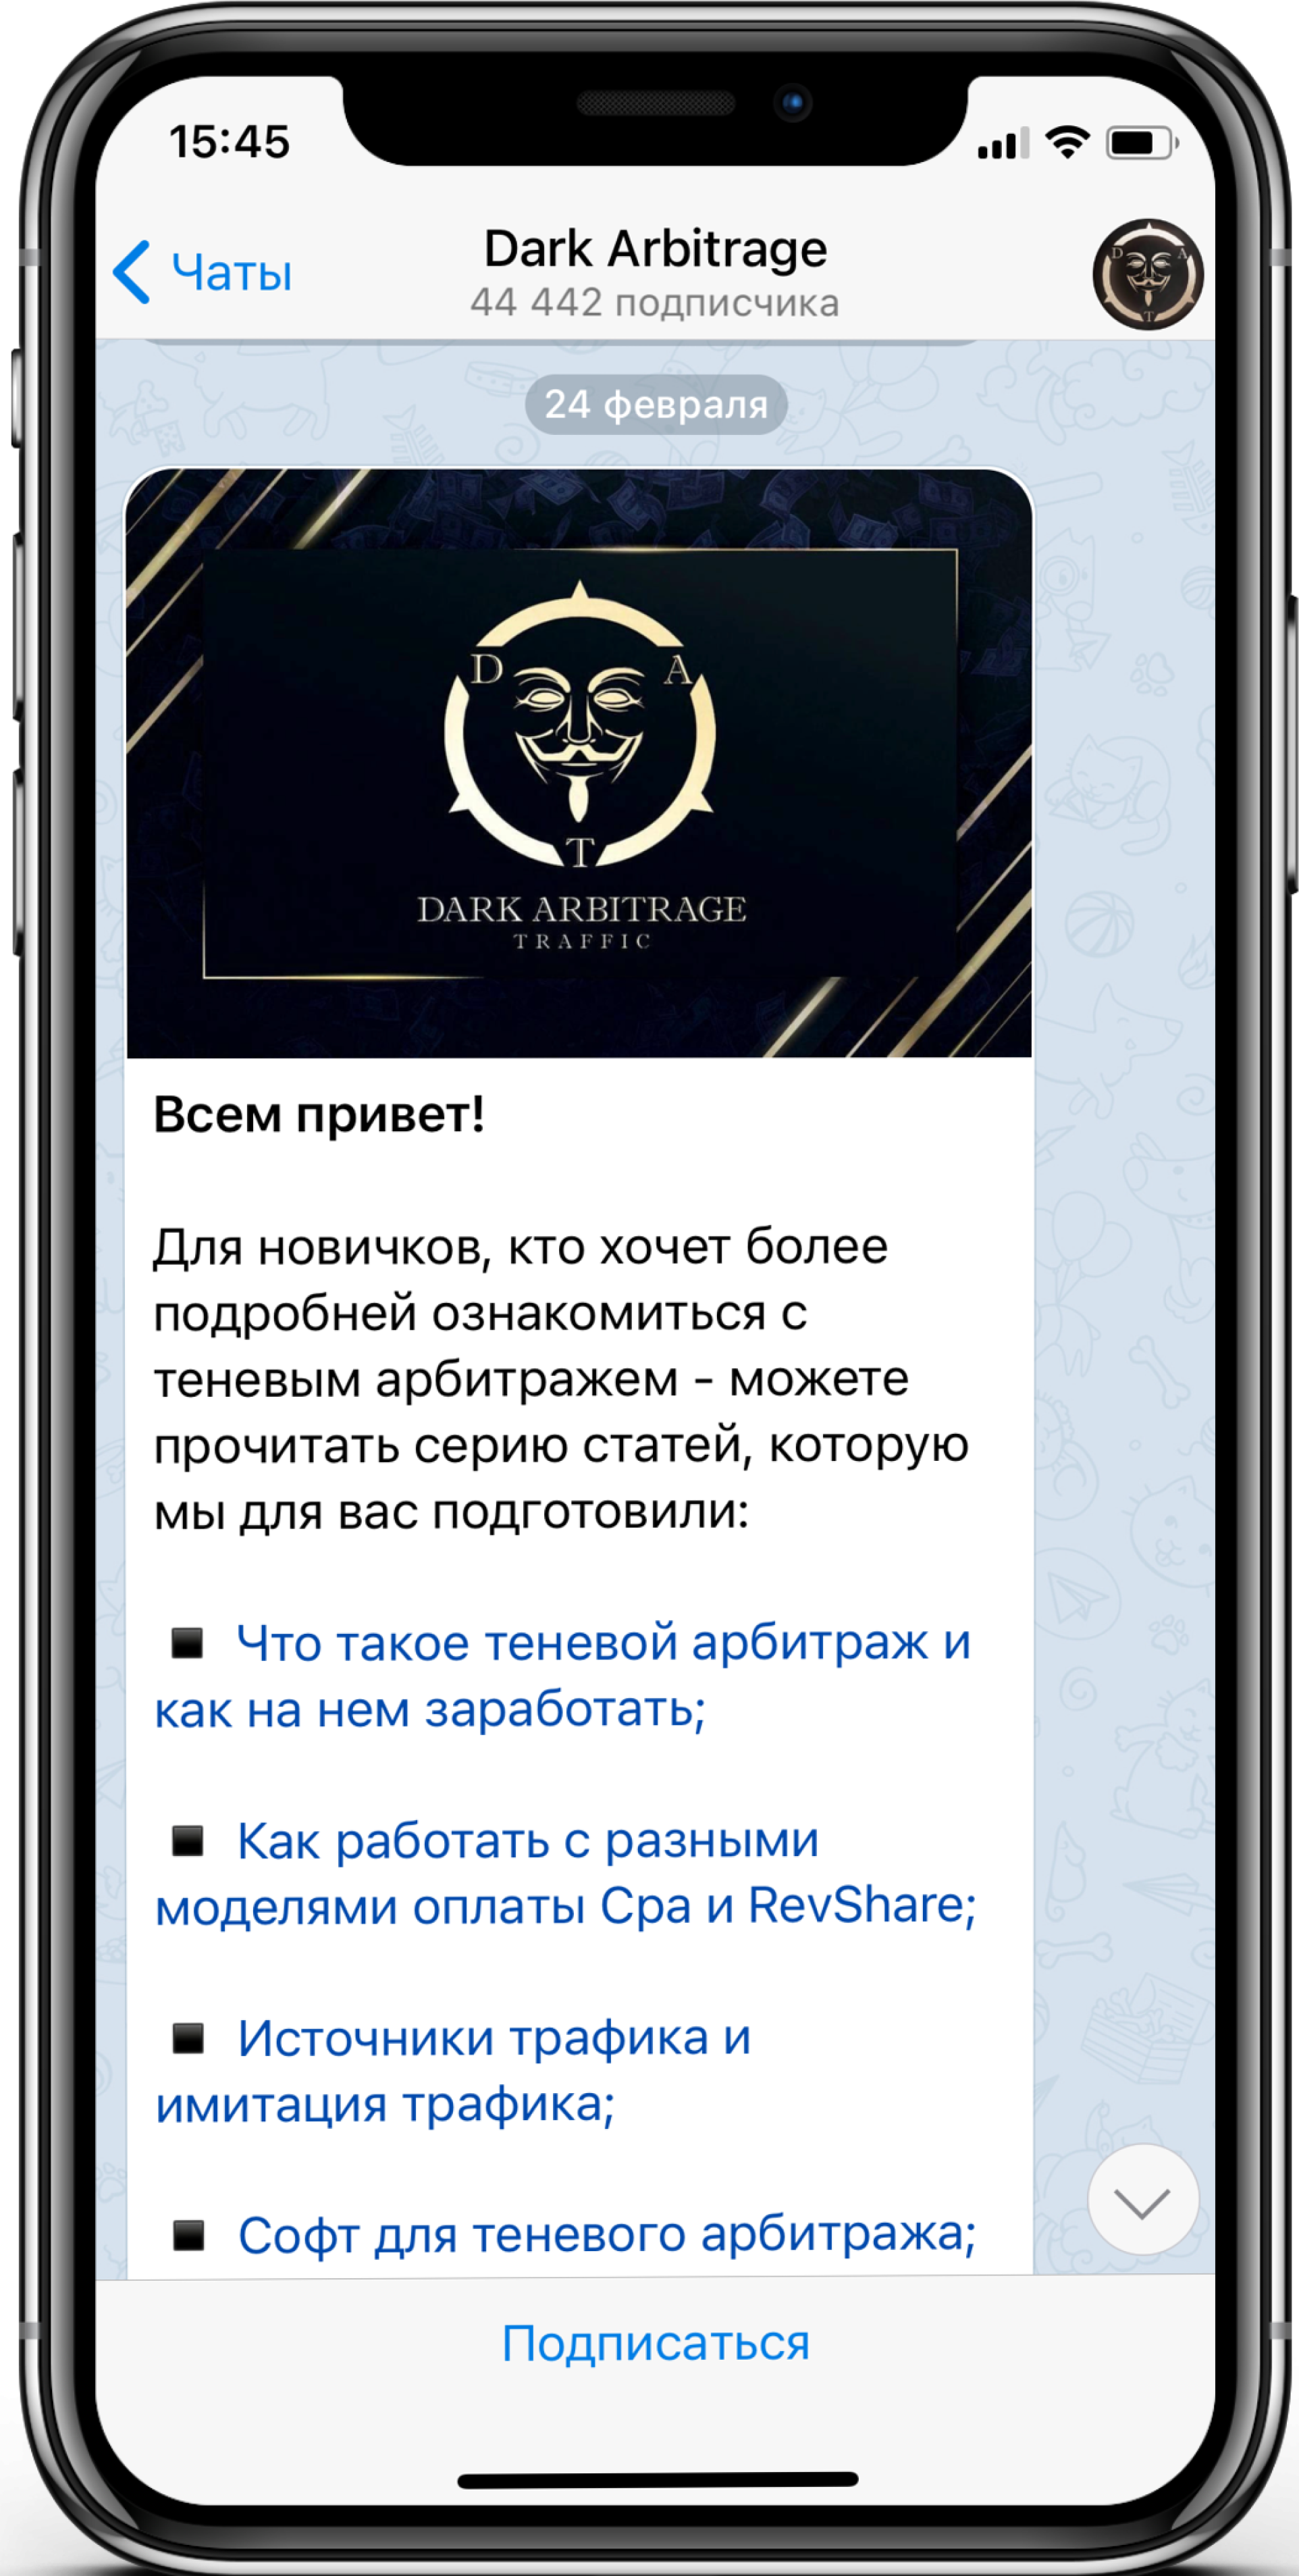 15:45
Чаты
Dark Arbitrage
44 442 подписчика
24 февраля
D A
T
DARK ARBITRAGE
TRAFFIC
Всем привет!
Для новичков, кто хочет более
подробней ознакомиться с
теневым арбитражем - можете
прочитать серию статей, которую
мы для вас подготовили:
Что такое теневой арбитраж и
как на нем заработать;
Как работать с разными
моделями оплаты Cpa и RevShare;
Источники трафика и
имитация трафика;
Софт для теневого арбитража;
Подписаться